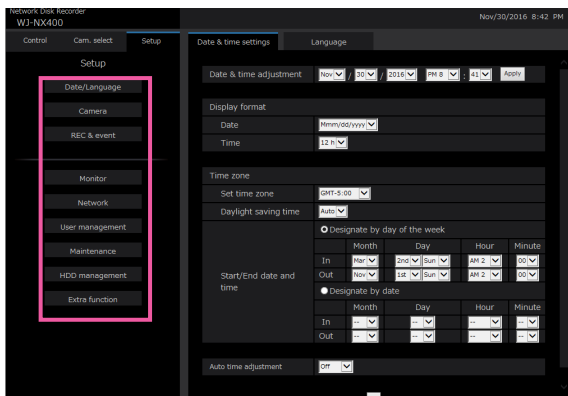 Network Disk Recorder
WJ-NX400
Nov/30/2016 8:42 PM
Control Cam. select Setup
Setup
Date/Language
Camera
REC & event
Monitor
Network
User management
Maintenance
HDD management
Extra function
Date & time settings Language
Date & time adjustment Nov / 30 / 2016 PM 8 : 41 Apply
Display format
Date Mmm/dd/yyyy
Time 12 h
Time zone
Set time zone GMT-5:00
Daylight saving time Auto
Start/End date and time
Designate by day of the week
Month Day Hour Minute
In Mar 2nd Sun AM 2 00
Out Nov 1st Sun AM 2 00
Designate by date
Month Day Hour Minute
In -- -- -- --
Out -- -- -- --
Auto time adjustment Off